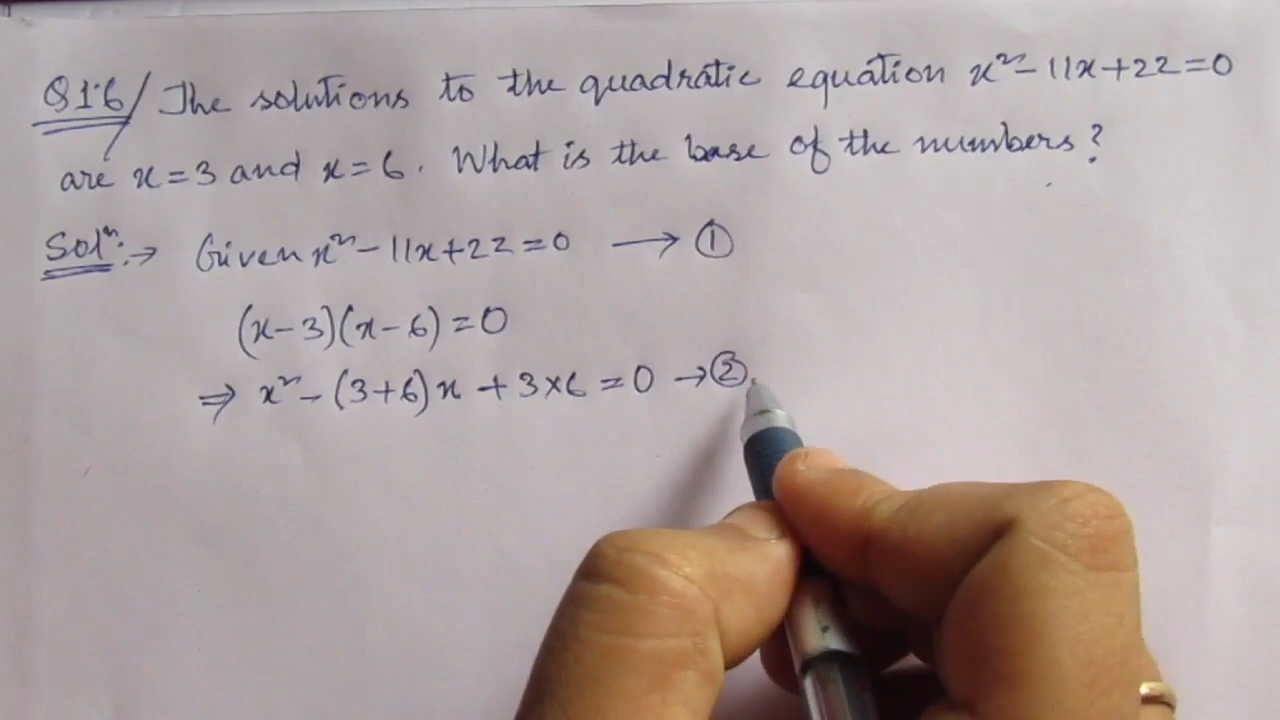 Q1.6/ The solutions to the quadratic equation x² - 11x + 22 = 0
are x = 3 and x = 6. What is the base of the numbers?
Solⁿ: → Given x² - 11x + 22 = 0 → ①
(x - 3)(x - 6) = 0
⇒ x² - (3+6)x + 3×6 = 0 → ②